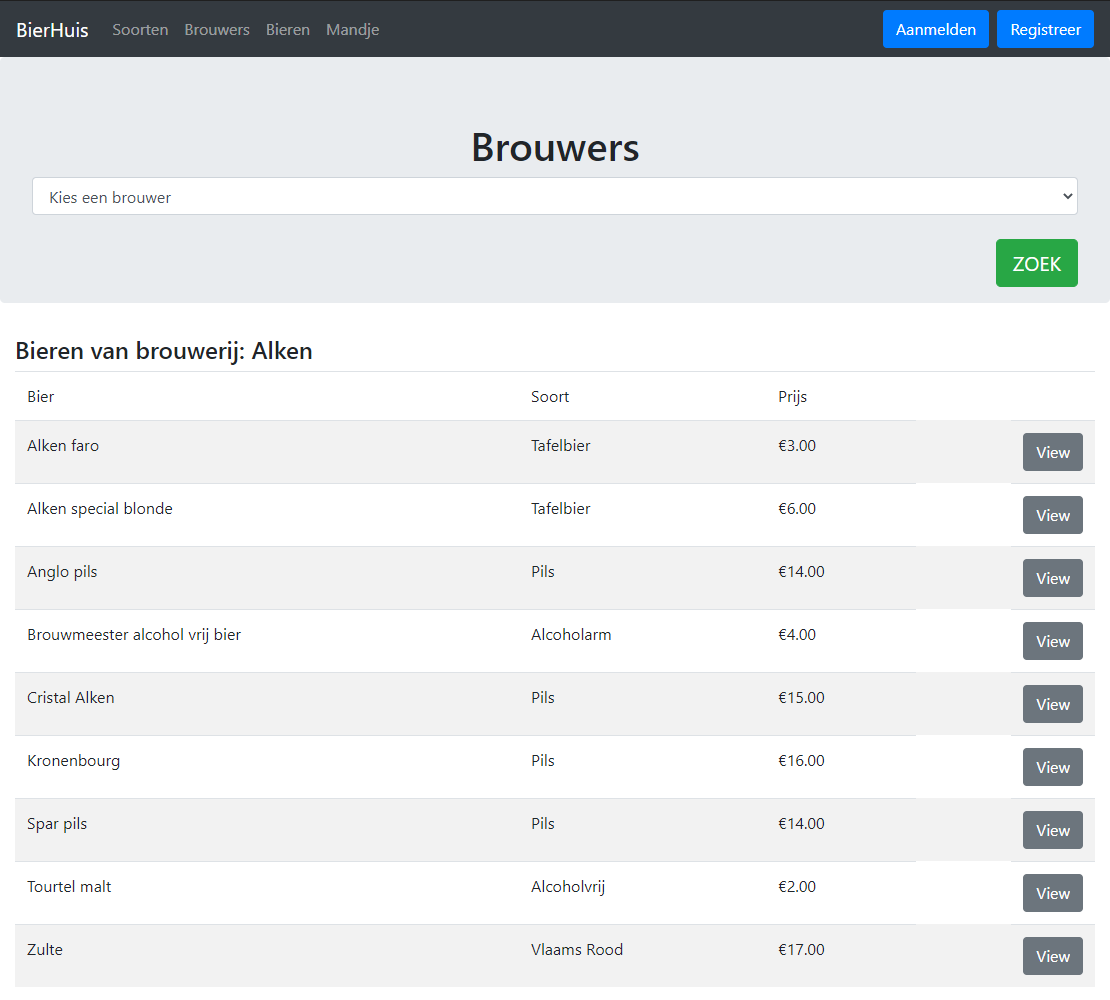 BierHuis Soorten Brouwers Bieren Mandje Aanmelden Registreer
Brouwers
Kies een brouwer
ZOEK
Bieren van brouwerij: Alken
Bier Soort Prijs
Alken faro Tafelbier €3.00 View
Alken special blonde Tafelbier €6.00 View
Anglo pils Pils €14.00 View
Brouwmeester alcohol vrij bier Alcoholarm €4.00 View
Cristal Alken Pils €15.00 View
Kronenbourg Pils €16.00 View
Spar pils Pils €14.00 View
Tourtel malt Alcoholvrij €2.00 View
Zulte Vlaams Rood €17.00 View